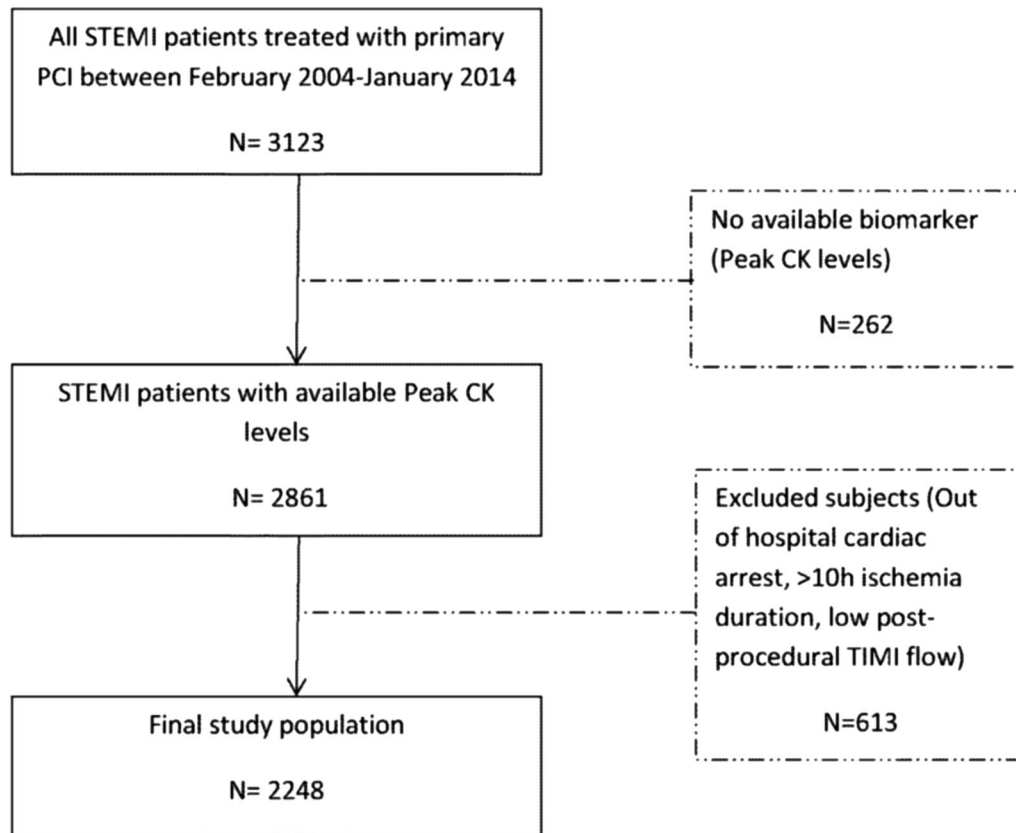 All STEMI patients treated with primary
PCI between February 2004-January 2014
N= 3123
No available biomarker
(Peak CK levels)
N=262
STEMI patients with available Peak CK
levels
N= 2861
Excluded subjects (Out
of hospital cardiac
arrest, >10h ischemia
duration, low post-
procedural TIMI flow)
N=613
Final study population
N= 2248